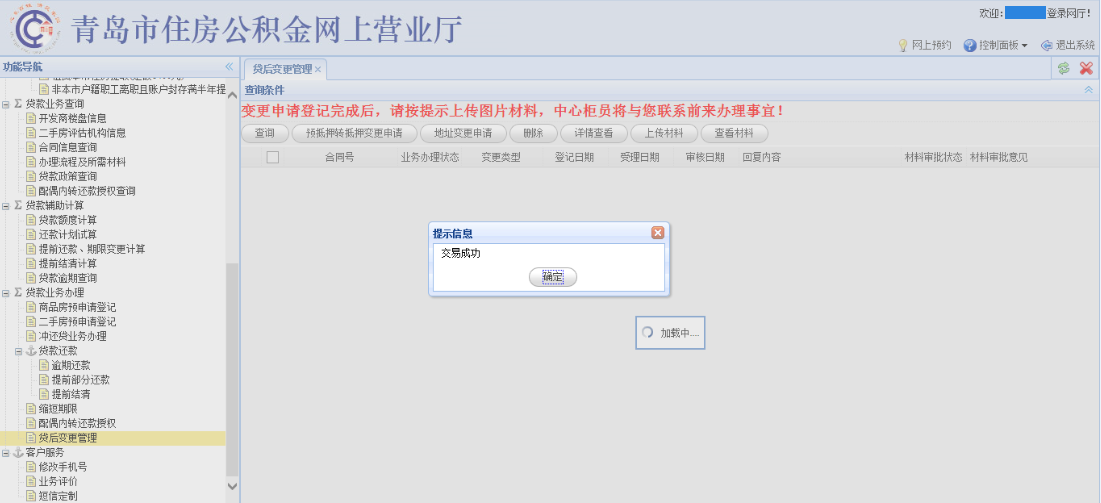 青岛市住房公积金网上营业厅
欢迎: 登录网厅!
网上预约 控制面板 退出系统
功能导航
贷后变更管理
非本市户籍职工离职且账户封存满半年提
贷款业务查询
开发商楼盘信息
二手房评估机构信息
合同信息查询
办理流程及所需材料
贷款政策查询
配偶内转还款授权查询
贷款辅助计算
贷款额度计算
还款计划试算
提前还款、期限变更计算
提前结清计算
贷款逾期查询
贷款业务办理
商品房预申请登记
二手房预申请登记
冲还贷业务办理
贷款还款
逾期还款
提前部分还款
提前结清
缩短期限
配偶内转还款授权
贷后变更管理
客户服务
修改手机号
业务评价
短信定制
查询条件
变更申请登记完成后，请按提示上传图片材料，中心柜员将与您联系前来办理事宜！
查询 预抵押转抵押变更申请 地址变更申请 删除 详情查看 上传材料 查看材料
合同号 业务办理状态 变更类型 登记日期 受理日期 审核日期 回复内容 材料审批状态 材料审批意见
提示信息
交易成功
确定
加载中....